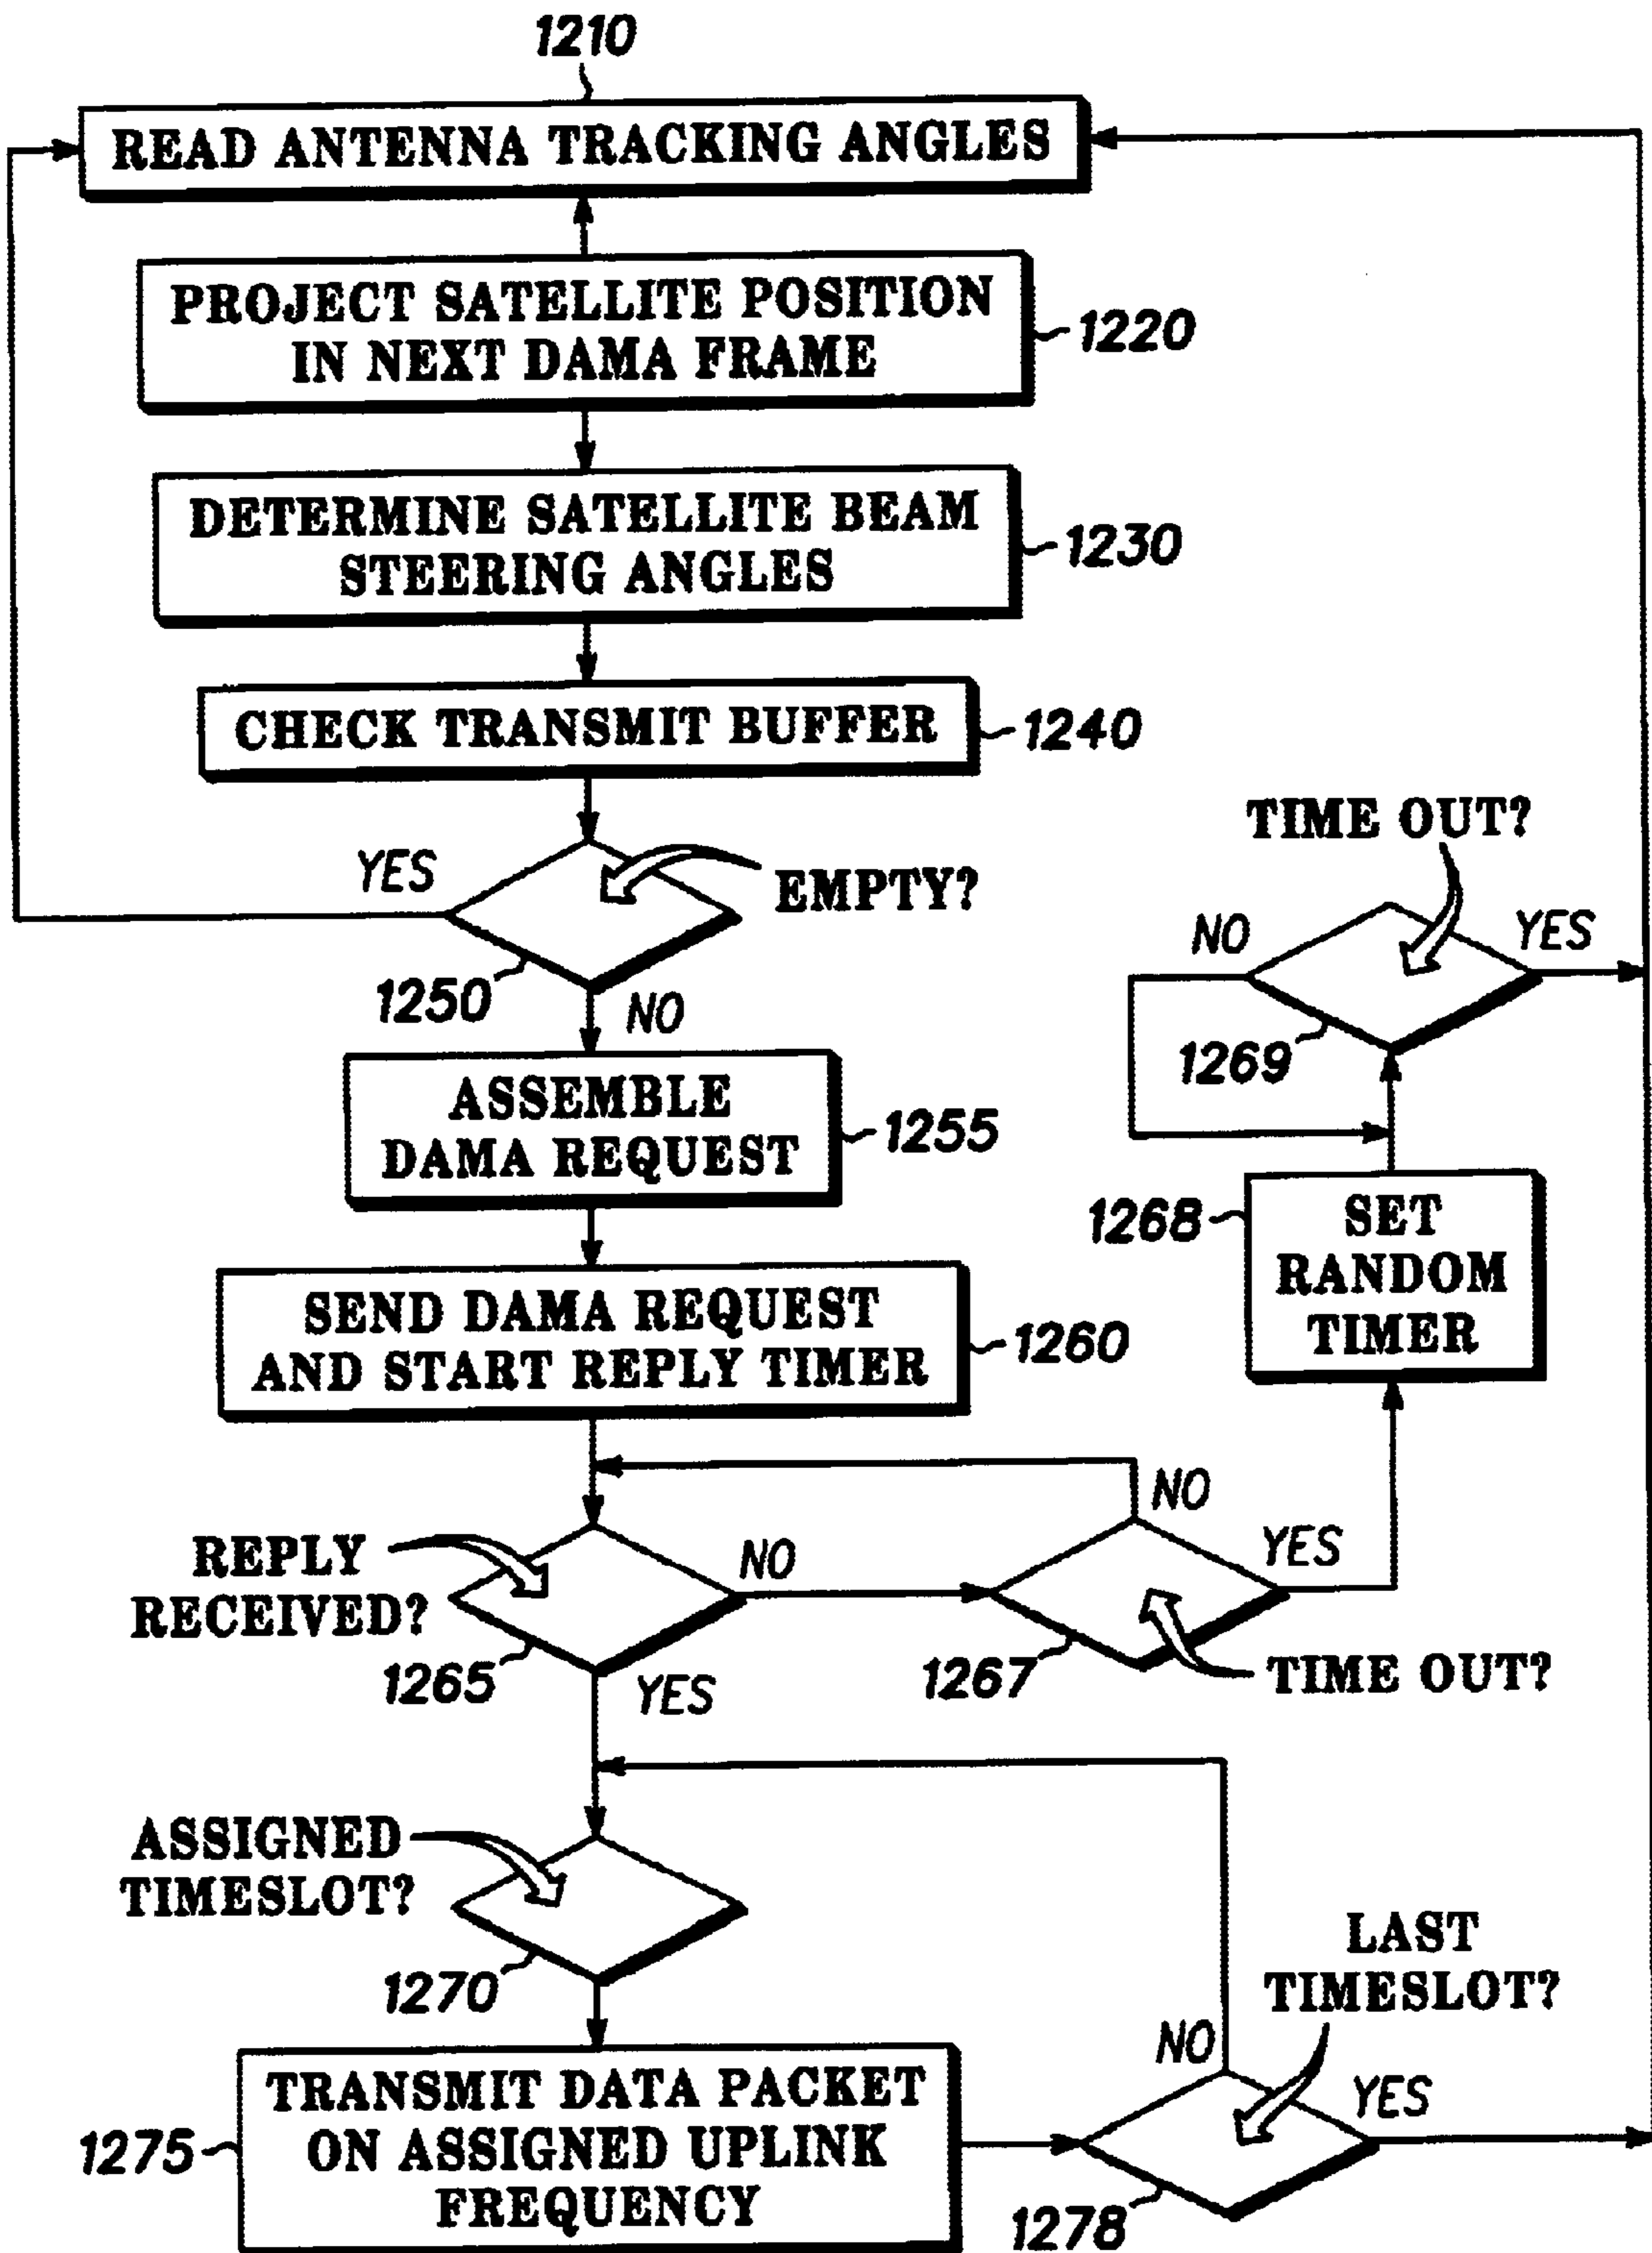 1210
READ ANTENNA TRACKING ANGLES
PROJECT SATELLITE POSITION
IN NEXT DAMA FRAME
1220
DETERMINE SATELLITE BEAM
STEERING ANGLES
1230
CHECK TRANSMIT BUFFER
1240
YES
EMPTY?
1250
NO
TIME OUT?
NO
YES
1269
ASSEMBLE
DAMA REQUEST
1255
1268
SET
RANDOM
TIMER
SEND DAMA REQUEST
AND START REPLY TIMER
1260
REPLY
RECEIVED?
NO
1265
YES
NO
YES
1267
TIME OUT?
ASSIGNED
TIMESLOT?
1270
LAST
TIMESLOT?
NO
YES
1275
TRANSMIT DATA PACKET
ON ASSIGNED UPLINK
FREQUENCY
1278